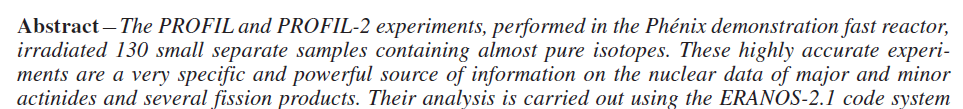 Abstract – The PROFIL and PROFIL-2 experiments, performed in the Phénix demonstration fast reactor,
irradiated 130 small separate samples containing almost pure isotopes. These highly accurate experi-
ments are a very specific and powerful source of information on the nuclear data of major and minor
actinides and several fission products. Their analysis is carried out using the ERANOS-2.1 code system